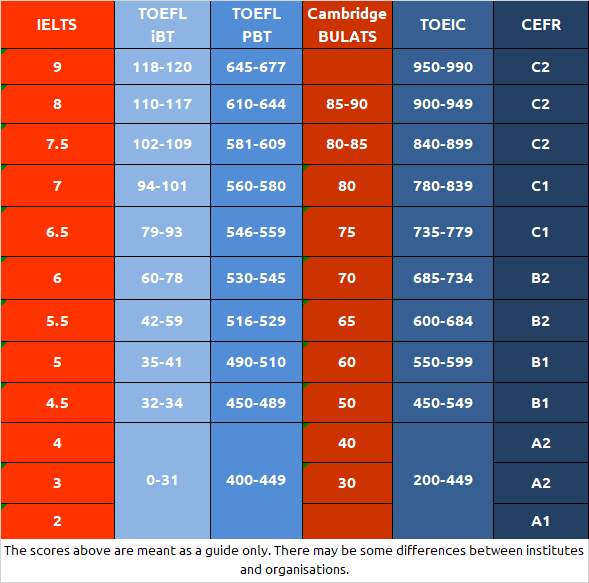 IELTS TOEFL iBT TOEFL PBT Cambridge BULATS TOEIC CEFR
9 118-120 645-677 950-990 C2
8 110-117 610-644 85-90 900-949 C2
7.5 102-109 581-609 80-85 840-899 C2
7 94-101 560-580 80 780-839 C1
6.5 79-93 546-559 75 735-779 C1
6 60-78 530-545 70 685-734 B2
5.5 42-59 516-529 65 600-684 B2
5 35-41 490-510 60 550-599 B1
4.5 32-34 450-489 50 450-549 B1
4 40 A2
3 0-31 400-449 30 200-449 A2
2 A1
The scores above are meant as a guide only. There may be some differences between institutes
and organisations.